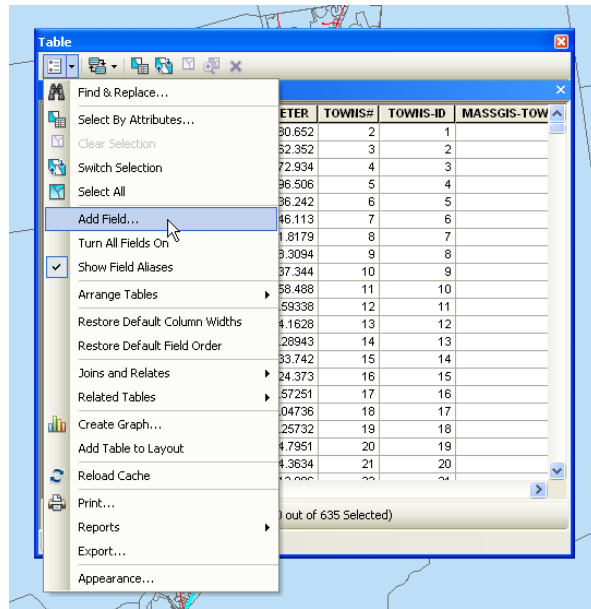 Table
Find & Replace...
Select By Attributes...
Clear Selection
Switch Selection
Select All
Add Field...
Turn All Fields On
Show Field Aliases
Arrange Tables
Restore Default Column Widths
Restore Default Field Order
Joins and Relates
Related Tables
Create Graph...
Add Table to Layout
Reload Cache
Print...
Reports
Export...
Appearance...
ETER TOWNS# TOWNS-ID MASSGIS-TOW
30.652 2 1
52.352 3 2
72.934 4 3
96.506 5 4
36.242 6 5
46.113 7 6
1.8179 8 7
3.3094 9 8
37.344 10 9
58.488 11 10
.59338 12 11
4.1628 13 12
.28943 14 13
33.742 15 14
24.373 16 15
.57251 17 16
.04736 18 17
.25732 19 18
4.7951 20 19
4.3634 21 20
out of 635 Selected)